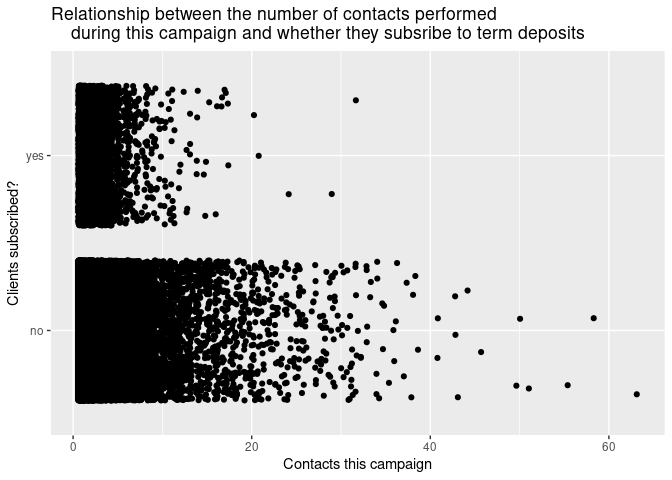 Relationship between the number of contacts performed
during this campaign and whether they subsribe to term deposits
Clients subscribed?
yes
no
0
20
40
60
Contacts this campaign